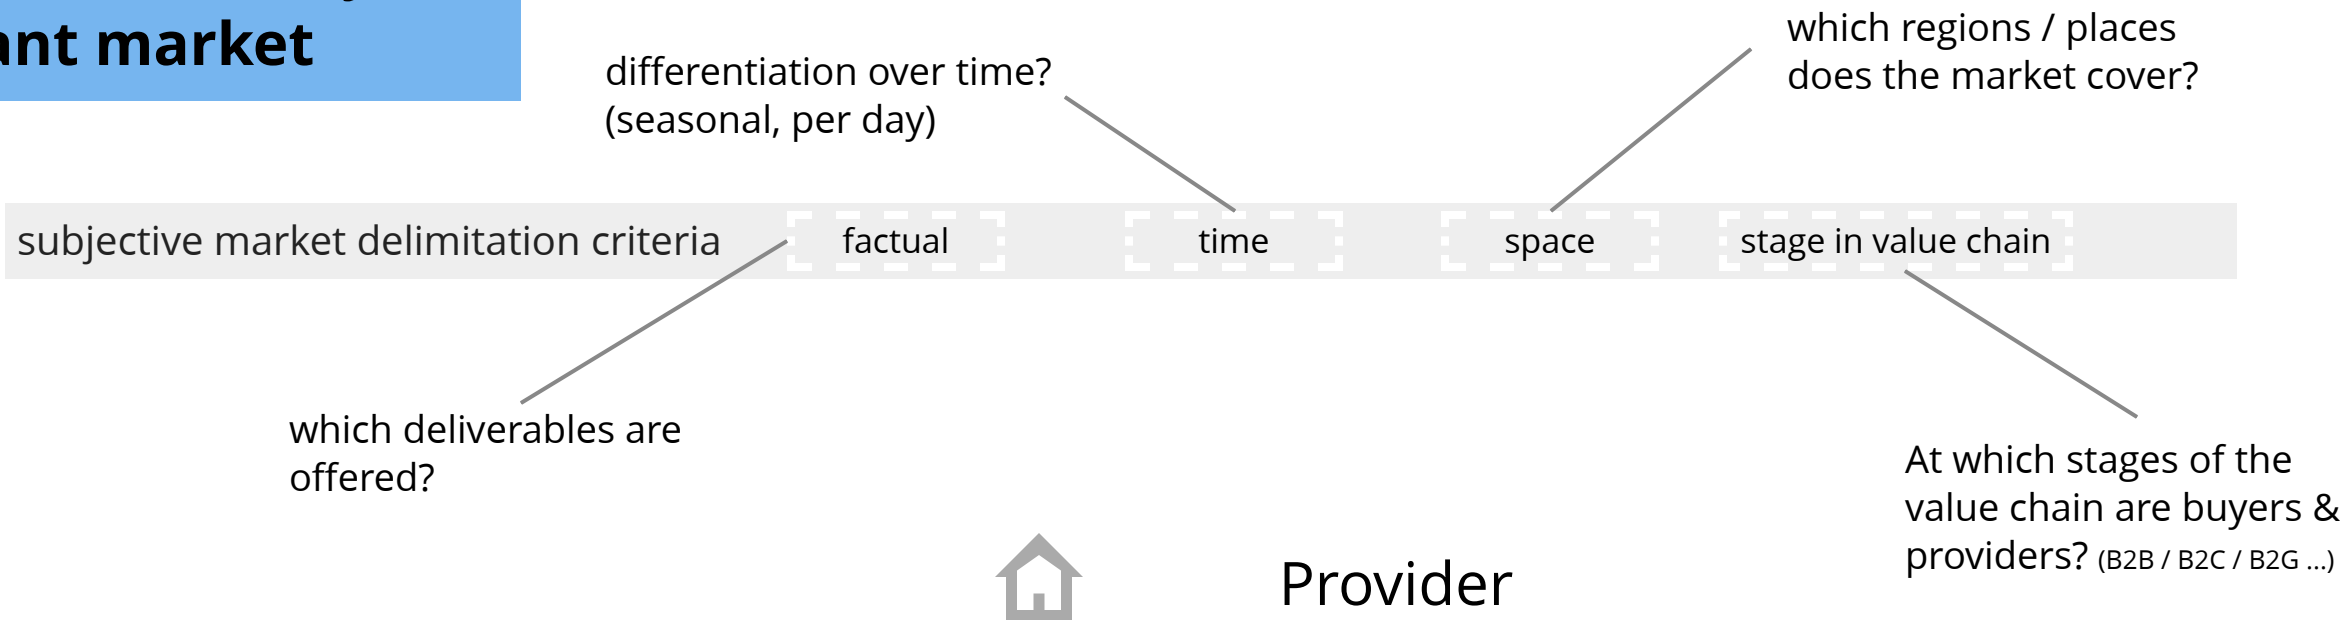 market
differentiation over time?
(seasonal, per day)
which regions / places
does the market cover?
subjective market delimitation criteria
factual
time
space
stage in value chain
which deliverables are
offered?
At which stages of the
value chain are buyers &
providers? (B2B / B2C / B2G ...)
Provider